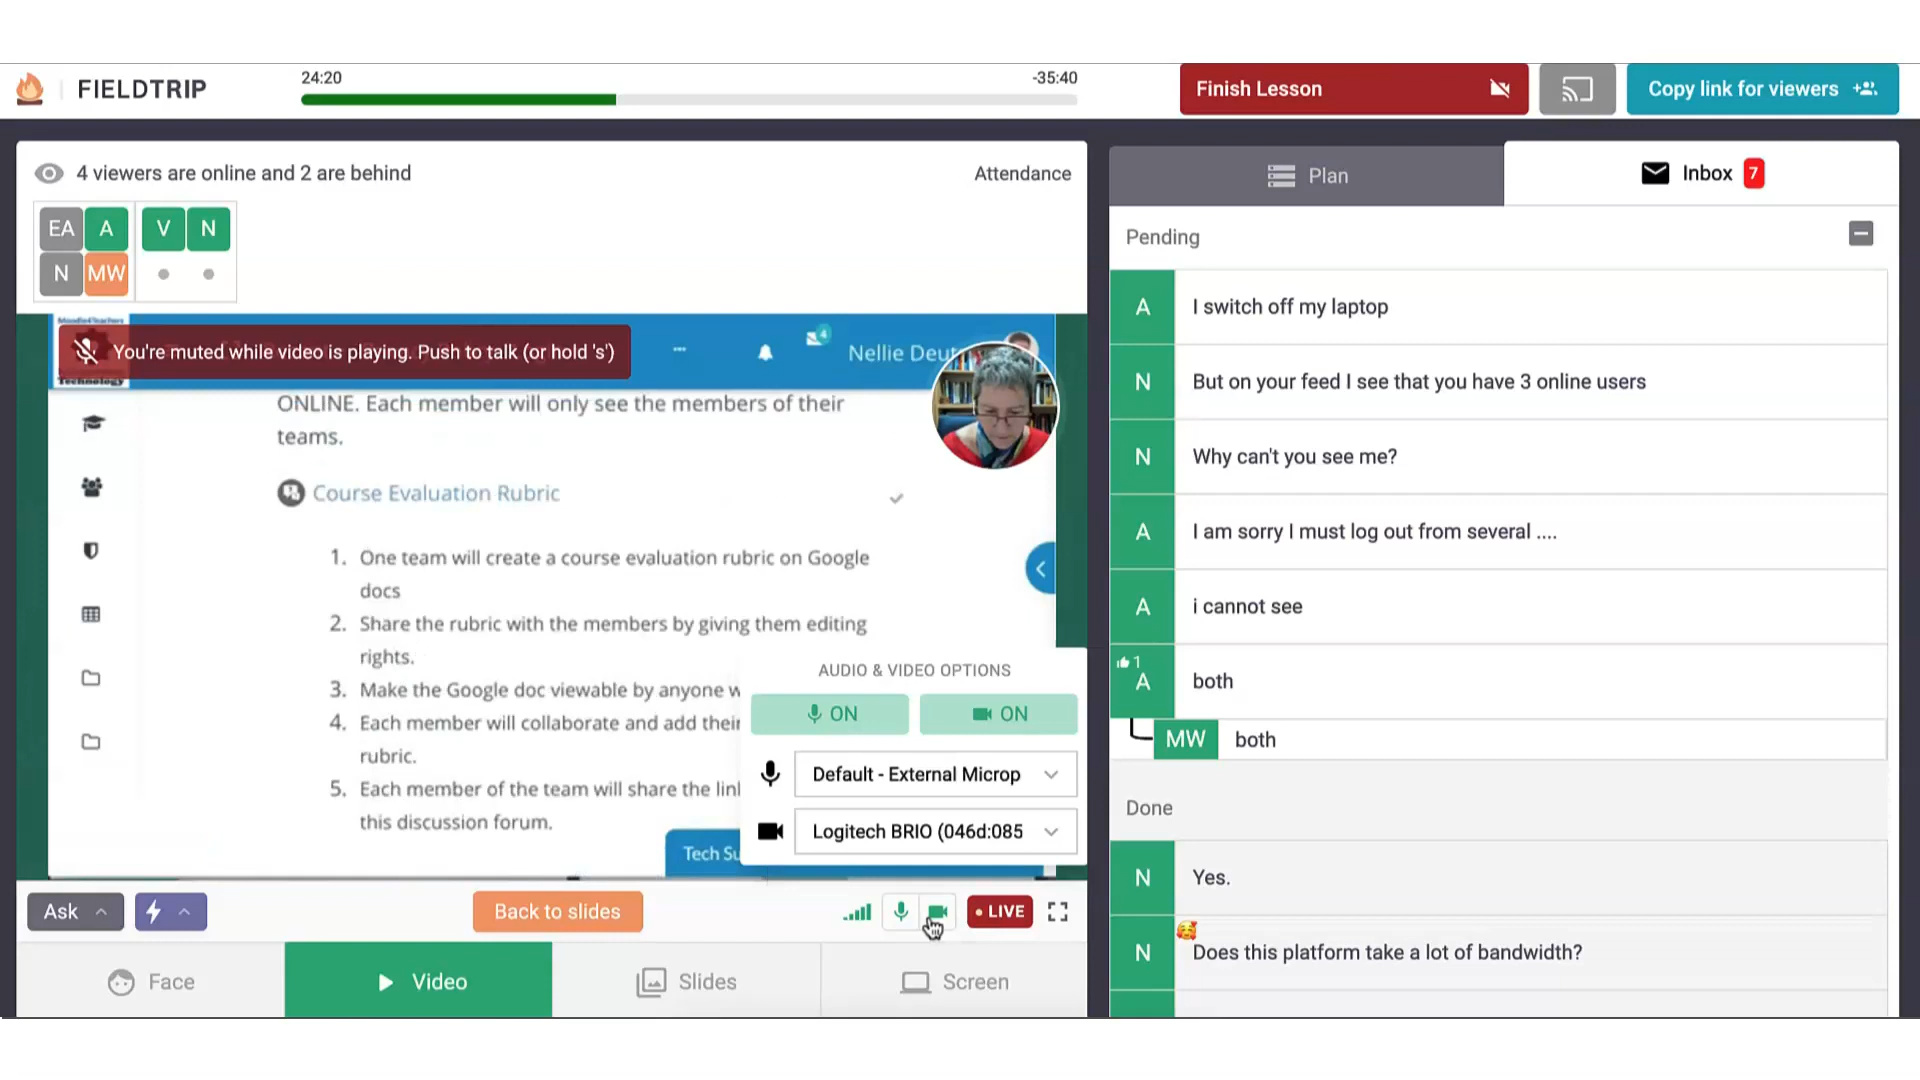 FIELDTRIP
24:20
-35:40
Finish Lesson
Copy link for viewers
4 viewers are online and 2 are behind
Attendance
EA A V N
N MW
You're muted while video is playing. Push to talk (or hold 's')
Technology
4
Nellie Deut
ONLINE. Each member will only see the members of their
teams.
Course Evaluation Rubric
1. One team will create a course evaluation rubric on Google
docs
2. Share the rubric with the members by giving them editing
rights.
3. Make the Google doc viewable by anyone w
4. Each member will collaborate and add their
rubric.
5. Each member of the team will share the link
this discussion forum.
Tech Su
AUDIO & VIDEO OPTIONS
ON
ON
Default - External Microp
Logitech BRIO (046d:085
Ask
Back to slides
LIVE
Face
Video
Slides
Screen
Plan
Inbox 7
Pending
A I switch off my laptop
N But on your feed I see that you have 3 online users
N Why can't you see me?
A I am sorry I must log out from several ....
A i cannot see
1
A both
MW both
Done
N Yes.
N Does this platform take a lot of bandwidth?